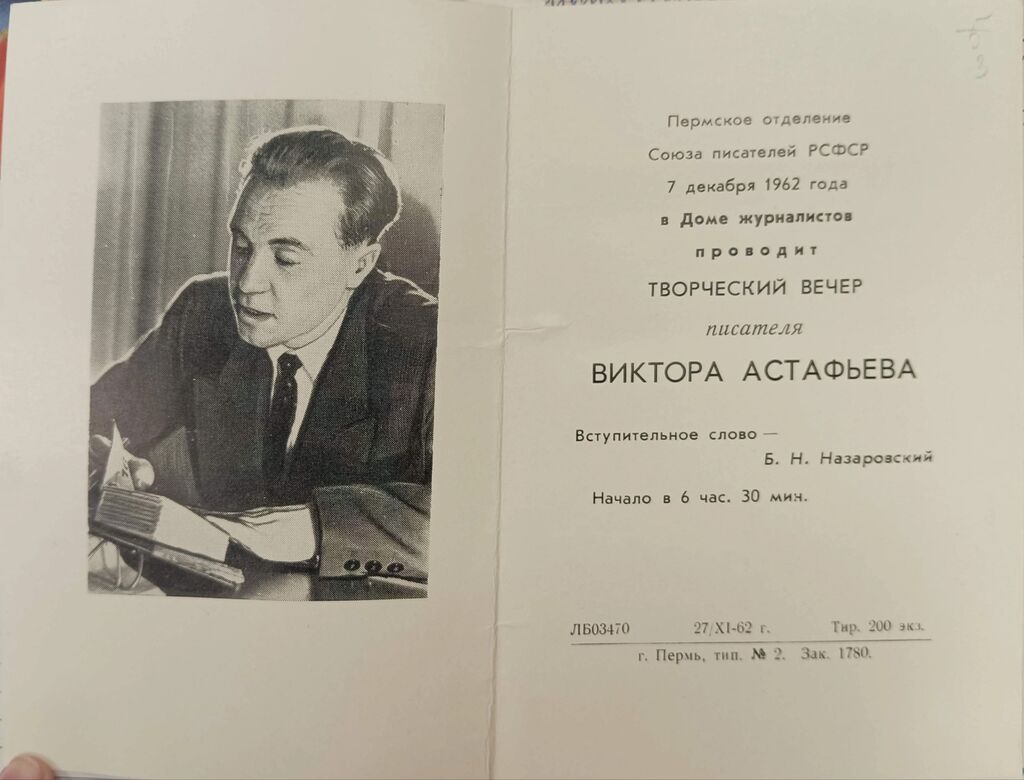 Пермское отделение
Союза писателей РСФСР
7 декабря 1962 года
в Доме журналистов
проводит
ТВОРЧЕСКИЙ ВЕЧЕР
писателя
ВИКТОРА АСТАФЬЕВА
Вступительное слово —
Б. Н. Назаровский
Начало в 6 час. 30 мин.
ЛБ03470 27/XI-62 г. Тир. 200 экз.
г. Пермь, тип. № 2. Зак. 1780.